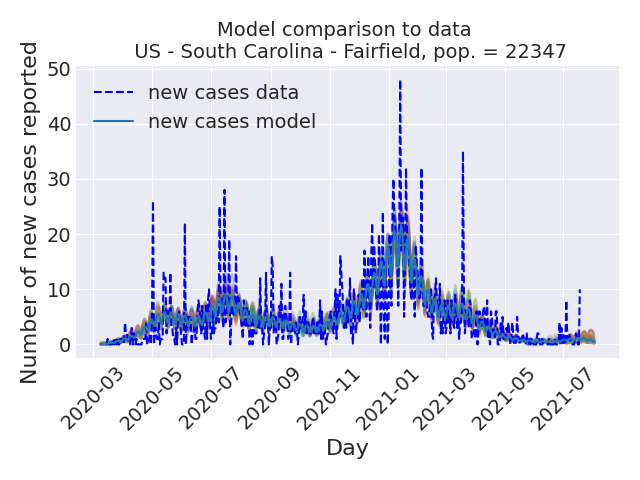 Model comparison to data
US - South Carolina - Fairfield, pop. = 22347
Number of new cases reported
50
40
30
20
10
0
new cases data
new cases model
2020-03
2020-05
2020-07
2020-09
2020-11
2021-01
2021-03
2021-05
2021-07
Day